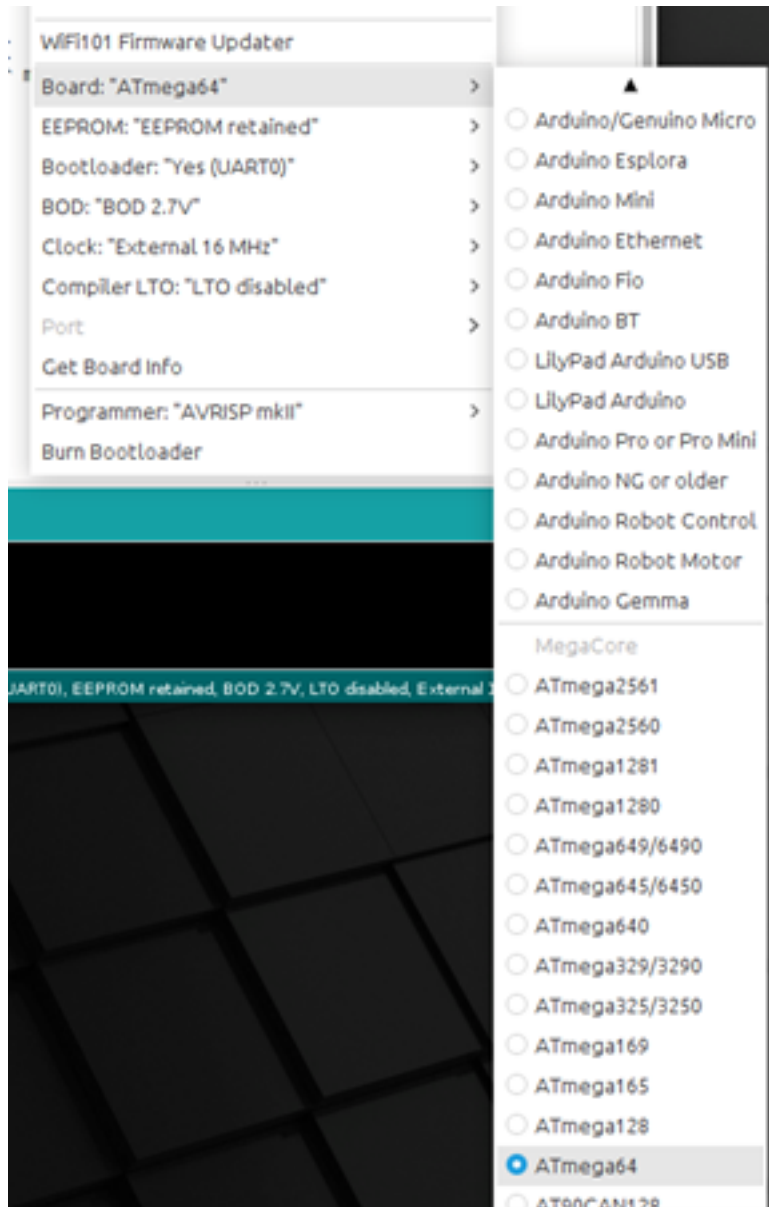 WiFi101 Firmware Updater
Board: "ATmega64"
EEPROM: "EEPROM retained"
Bootloader: "Yes (UART0)"
BOD: "BOD 2.7V"
Clock: "External 16 MHz"
Compiler LTO: "LTO disabled"
Port
Get Board Info
Programmer: "AVRISP mkII"
Burn Bootloader
Arduino/Genuino Micro
Arduino Esplora
Arduino Mini
Arduino Ethernet
Arduino Fio
Arduino BT
LilyPad Arduino USB
LilyPad Arduino
Arduino Pro or Pro Mini
Arduino NG or older
Arduino Robot Control
Arduino Robot Motor
Arduino Gemma
MegaCore
ATmega2561
ATmega2560
ATmega1281
ATmega1280
ATmega649/6490
ATmega645/6450
ATmega640
ATmega329/3290
ATmega325/3250
ATmega169
ATmega165
ATmega128
ATmega64
AT90CAN128
UART0), EEPROM retained, BOD 2.7V, LTO disabled, External